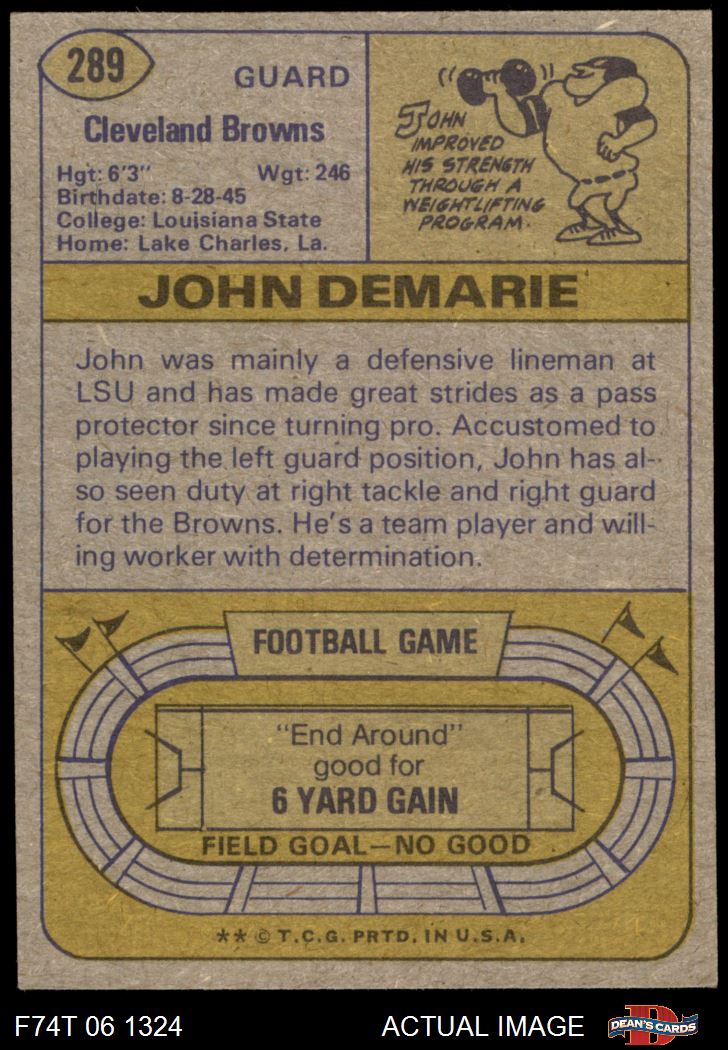 289
GUARD
Cleveland Browns
Hgt: 6'3" Wgt: 246
Birthdate: 8-28-45
College: Louisiana State
Home: Lake Charles, La.
JOHN
IMPROVED
HIS STRENGTH
THROUGH A
WEIGHTLIFTING
PROGRAM.
JOHN DEMARIE
John was mainly a defensive lineman at
LSU and has made great strides as a pass
protector since turning pro. Accustomed to
playing the left guard position, John has al-
so seen duty at right tackle and right guard
for the Browns. He's a team player and will-
ing worker with determination.
FOOTBALL GAME
"End Around"
good for
6 YARD GAIN
FIELD GOAL—NO GOOD
** © T.C.G. PRTD. IN U.S.A.
F74T 06 1324 ACTUAL IMAGE
D
DEAN'S CARDS